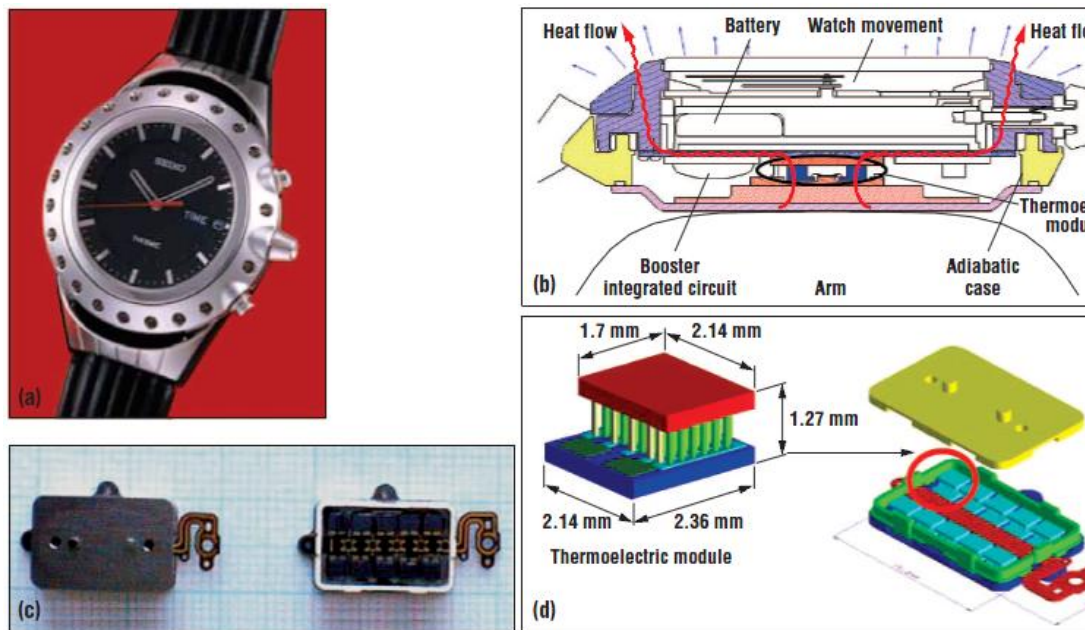 (a)
SEIKO
TIME
THERMIC
(b)
Heat flow
Battery
Watch movement
Heat flo
Thermoe
modu
Booster
integrated circuit
Arm
Adiabatic
case
(c)
(d)
1.7 mm
2.14 mm
1.27 mm
2.14 mm
2.36 mm
Thermoelectric module